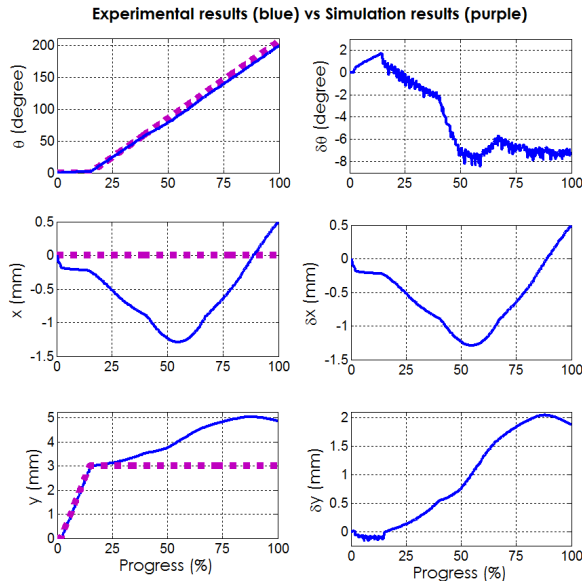 Experimental results (blue) vs Simulation results (purple)
θ (degree)
200
150
100
50
0
0 25 50 75 100
δθ (degree)
2
0
-2
-4
-6
-8
0 25 50 75 100
x (mm)
0.5
0
-0.5
-1
-1.5
0 25 50 75 100
δx (mm)
0.5
0
-0.5
-1
-1.5
0 25 50 75 100
y (mm)
5
4
3
2
1
0
0 25 50 75 100
Progress (%)
δy (mm)
2
1.5
1
0.5
0
0 25 50 75 100
Progress (%)